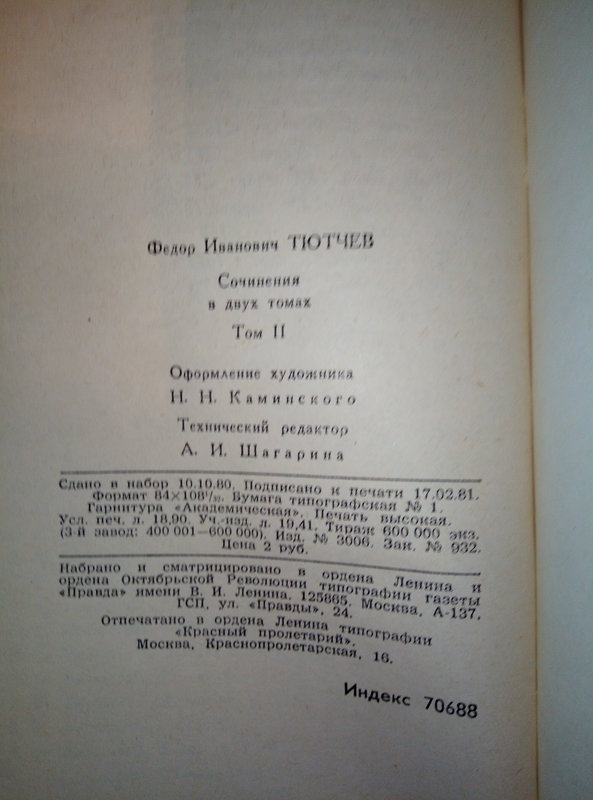 Федор Иванович ТЮТЧЕВ
Сочинения
в двух томах
Том II
Оформление художника
Н. Н. Каминского
Технический редактор
А. И. Шагарина
Сдано в набор 10.10.80. Подписано к печати 17.02.81.
Формат 84×108¹/₃₂. Бумага типографская № 1.
Гарнитура «Академическая». Печать высокая.
Усл. печ. л. 18,90. Уч.-изд. л. 19,41. Тираж 600 000 экз.
(3-й завод: 400 001—600 000). Изд. № 3006. Зак. № 932.
Цена 2 руб.
Набрано и сматрицировано в ордена Ленина и
ордена Октябрьской Революции типографии газеты
«Правда» имени В. И. Ленина, 125865, Москва, А-137,
ГСП, ул. «Правды», 24.
Отпечатано в ордена Ленина типографии
«Красный пролетарий».
Москва, Краснопролетарская, 16.
Индекс 70688